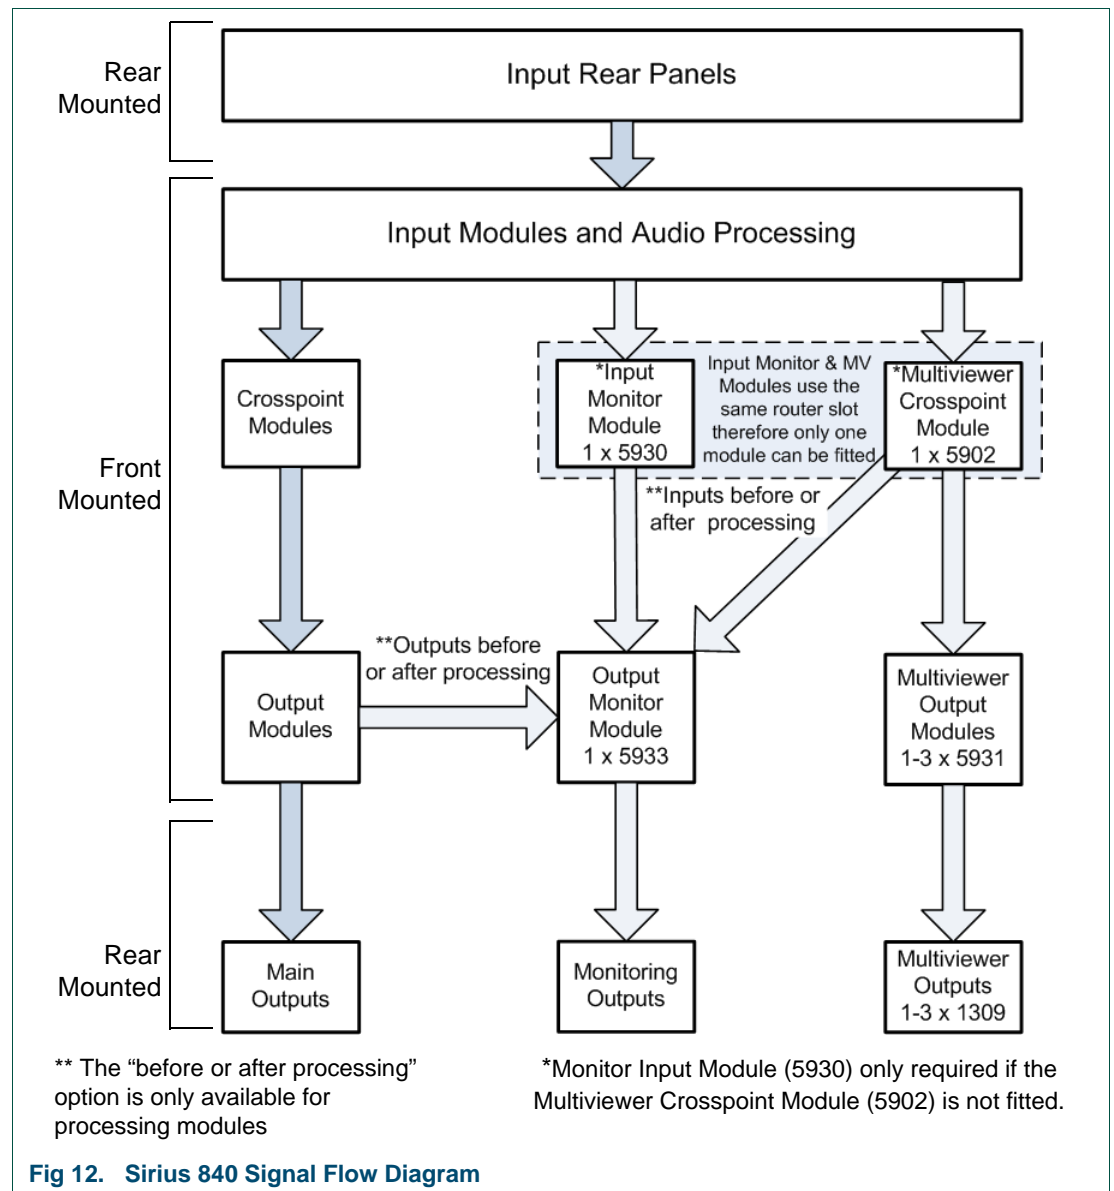 Rear
Mounted
Input Rear Panels
Input Modules and Audio Processing
Front
Mounted
Crosspoint
Modules
*Input
Monitor
Module
1 x 5930
Input Monitor & MV
Modules use the
same router slot
therefore only one
module can be fitted
*Multiviewer
Crosspoint
Module
1 x 5902
**Inputs before or
after processing
**Outputs before
or after processing
Output
Modules
Output
Monitor
Module
1 x 5933
Multiviewer
Output
Modules
1-3 x 5931
Rear
Mounted
Main
Outputs
Monitoring
Outputs
Multiviewer
Outputs
1-3 x 1309
** The “before or after processing”
option is only available for
processing modules
*Monitor Input Module (5930) only required if the
Multiviewer Crosspoint Module (5902) is not fitted.
Fig 12. Sirius 840 Signal Flow Diagram